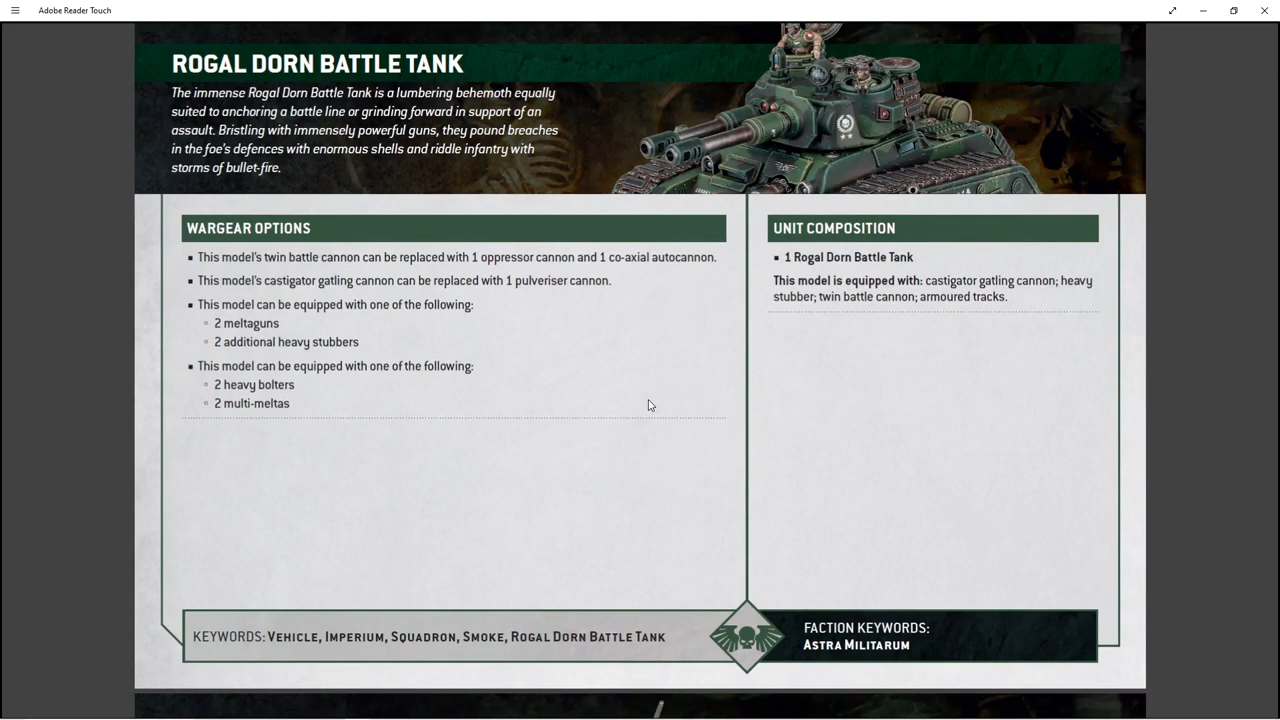 Adobe Reader Touch
ROGAL DORN BATTLE TANK
The immense Rogal Dorn Battle Tank is a lumbering behemoth equally
suited to anchoring a battle line or grinding forward in support of an
assault. Bristling with immensely powerful guns, they pound breaches
in the foe's defences with enormous shells and riddle infantry with
storms of bullet-fire.
WARGEAR OPTIONS
▪ This model's twin battle cannon can be replaced with 1 oppressor cannon and 1 co-axial autocannon.
▪ This model's castigator gatling cannon can be replaced with 1 pulveriser cannon.
▪ This model can be equipped with one of the following:
◦ 2 meltaguns
◦ 2 additional heavy stubbers
▪ This model can be equipped with one of the following:
◦ 2 heavy bolters
◦ 2 multi-meltas
UNIT COMPOSITION
▪ 1 Rogal Dorn Battle Tank
This model is equipped with: castigator gatling cannon; heavy
stubber; twin battle cannon; armoured tracks.
KEYWORDS: VEHICLE, IMPERIUM, SQUADRON, SMOKE, ROGAL DORN BATTLE TANK
FACTION KEYWORDS:
ASTRA MILITARUM